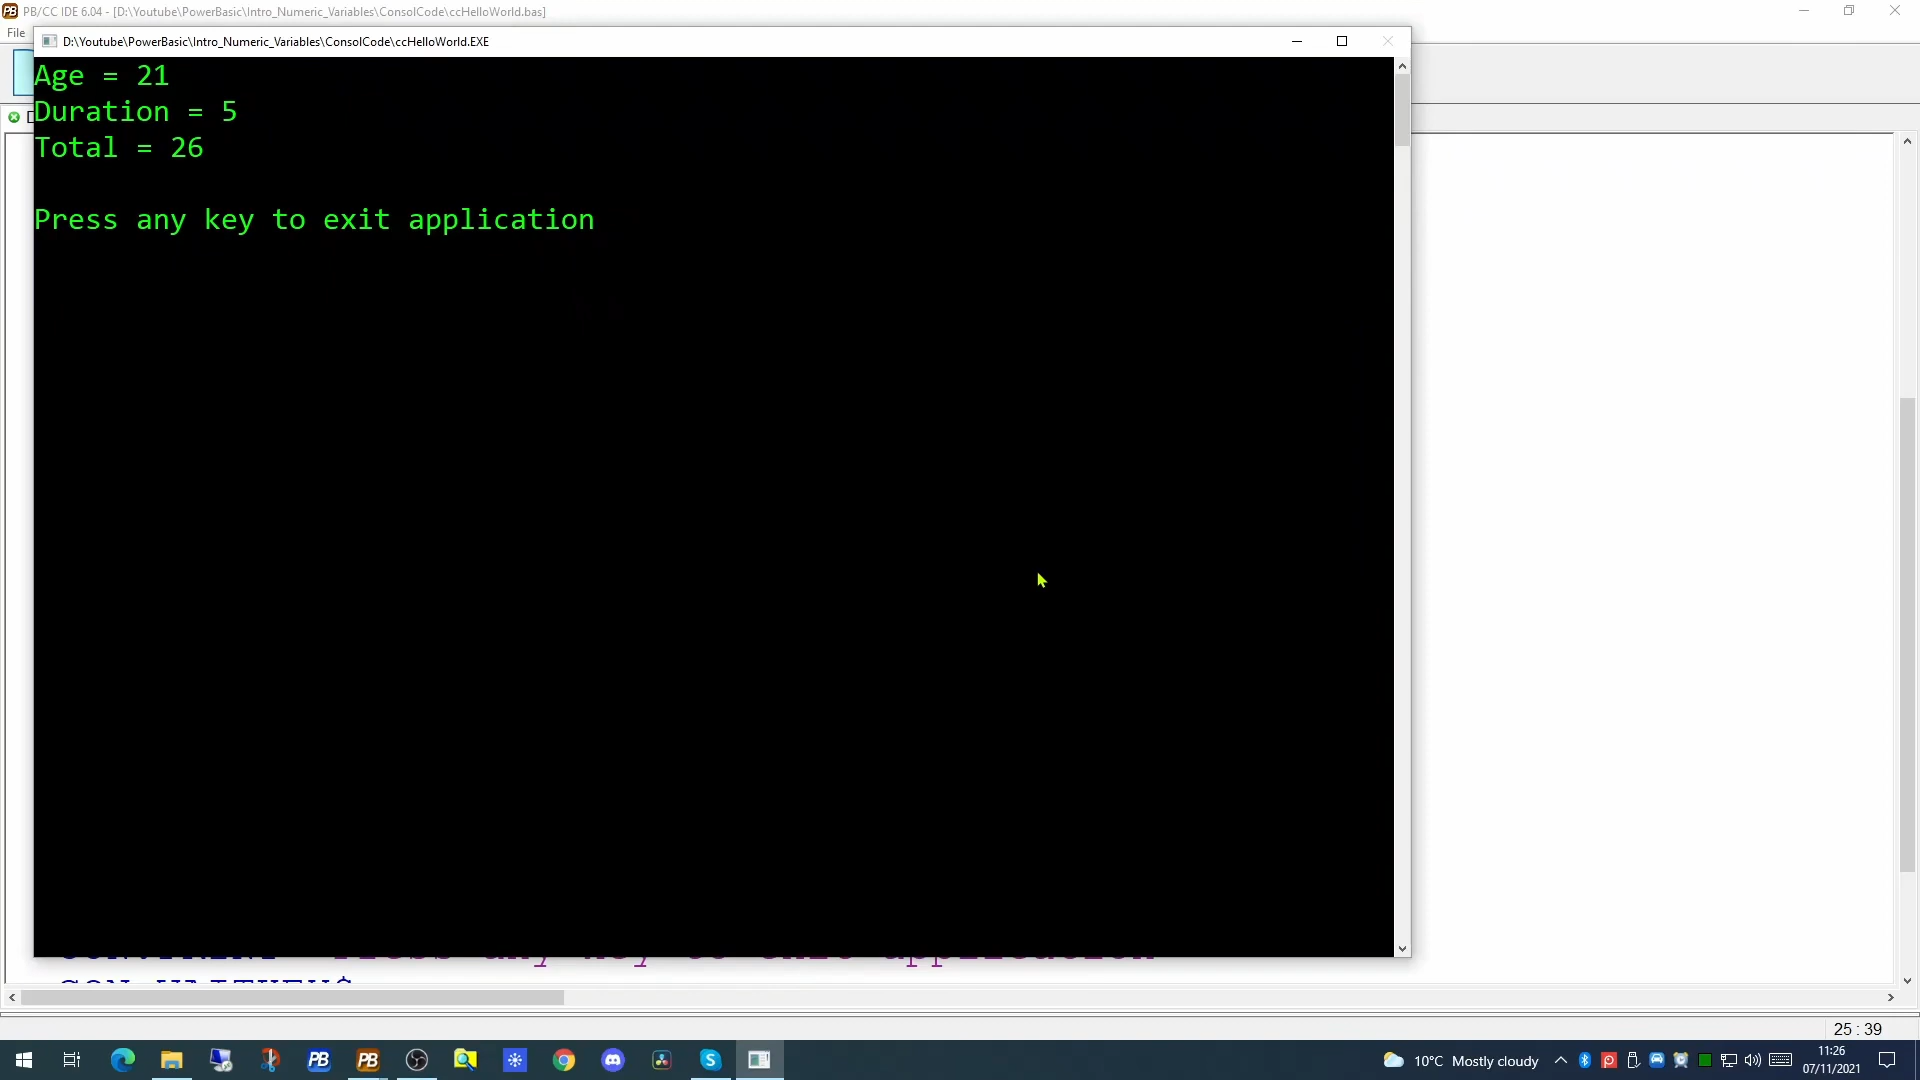 PB/CC IDE 6.04 - [D:\Youtube\PowerBasic\Intro_Numeric_Variables\ConsolCode\ccHelloWorld.bas]
File
D:\Youtube\PowerBasic\Intro_Numeric_Variables\ConsolCode\ccHelloWorld.EXE
Age = 21
Duration = 5
Total = 26
Press any key to exit application
25 : 39
10°C Mostly cloudy
11:26
07/11/2021